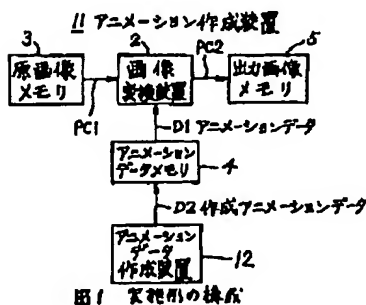 11 アニメーション作成装置
3
2
PC2
5
原画像
メモリ
画像
変換装置
出力画像
メモリ
PC1
D1 アニメーションデータ
アニメーション
データメモリ
4
D2 作成アニメーションデータ
アニメーション
データ
作成装置
12
図1 実施形の構成